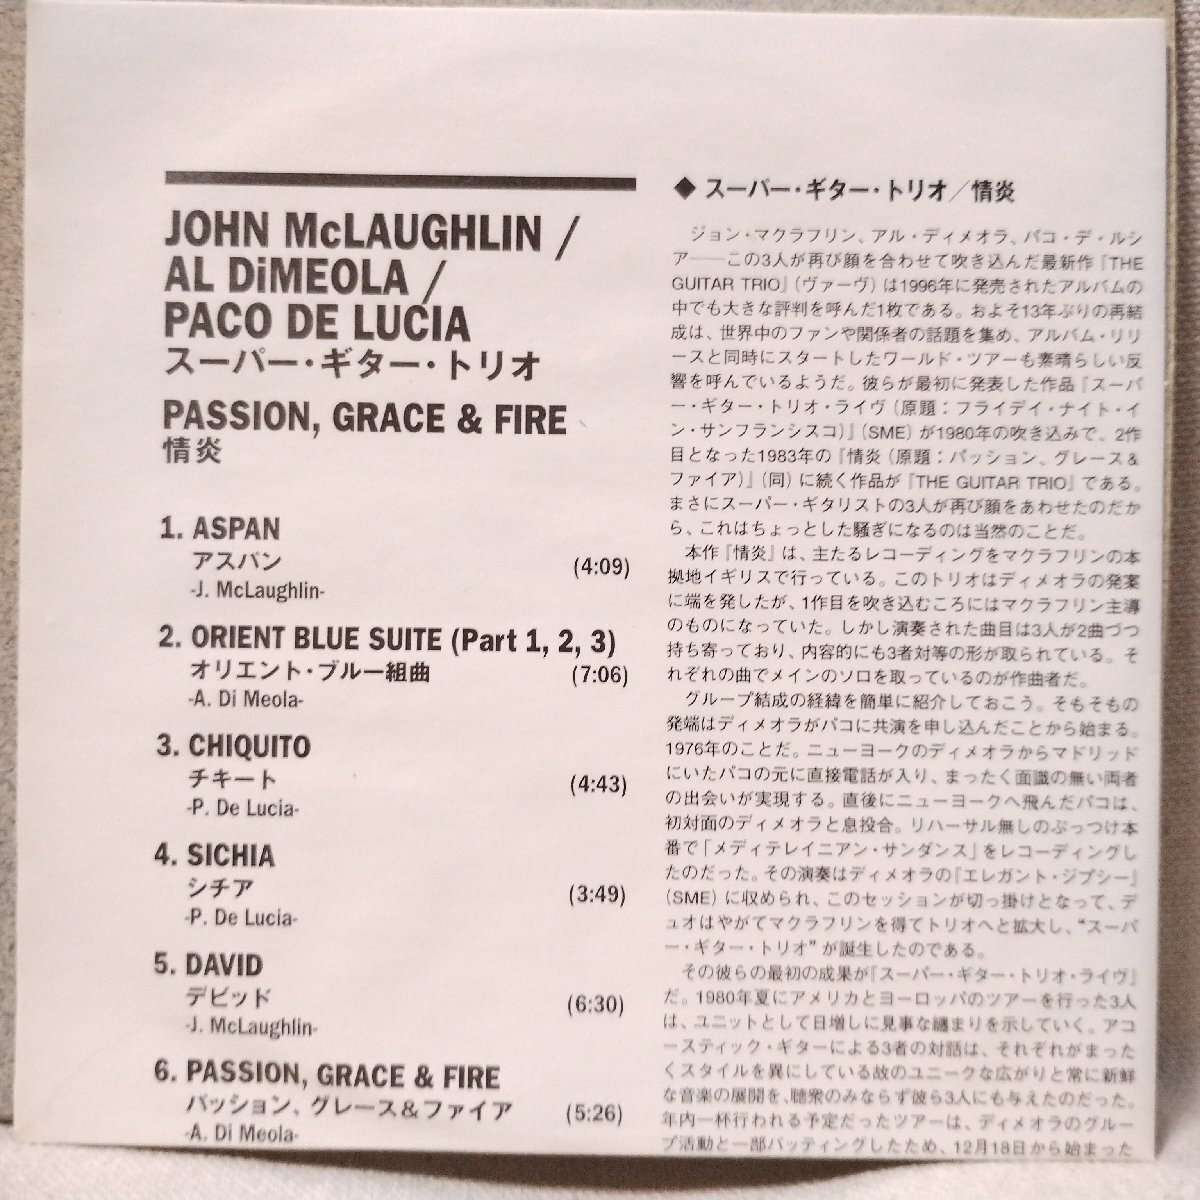 JOHN McLAUGHLIN /
AL DiMEOLA /
PACO DE LUCIA
スーパー・ギター・トリオ
PASSION, GRACE & FIRE
情炎
1. ASPAN
アスパン (4:09)
-J. McLaughlin-
2. ORIENT BLUE SUITE (Part 1, 2, 3)
オリエント・ブルー組曲 (7:06)
-A. Di Meola-
3. CHIQUITO
チキート (4:43)
-P. De Lucia-
4. SICHIA
シチア (3:49)
-P. De Lucia-
5. DAVID
デビッド (6:30)
-J. McLaughlin-
6. PASSION, GRACE & FIRE
パッション、グレース＆ファイア (5:26)
-A. Di Meola-
◆ スーパー・ギター・トリオ／情炎
ジョン・マクラフリン、アル・ディメオラ、パコ・デ・ルシ
ア――この3人が再び顔を合わせて吹き込んだ最新作『THE
GUITAR TRIO』(ヴァーヴ) は1996年に発売されたアルバムの
中でも大きな評判を呼んだ1枚である。およそ13年ぶりの再結
成は、世界中のファンや関係者の話題を集め、アルバム・リリ
ースと同時にスタートしたワールド・ツアーも素晴らしい反
響を呼んでいるようだ。彼らが最初に発表した作品『スーパ
ー・ギター・トリオ・ライヴ (原題：フライデイ・ナイト・イ
ン・サンフランシスコ)』(SME) が1980年の吹き込みで、2作
目となった1983年の『情炎 (原題：パッション、グレース＆
ファイア)』(同) に続く作品が『THE GUITAR TRIO』である。
まさにスーパー・ギタリストの3人が再び顔をあわせたのだか
ら、これはちょっとした騒ぎになるのは当然のことだ。
本作『情炎』は、主たるレコーディングをマクラフリンの本
拠地イギリスで行っている。このトリオはディメオラの発案
に端を発したが、1作目を吹き込むころにはマクラフリン主導
のものになっていた。しかし演奏された曲目は3人が2曲づつ
持ち寄っており、内容的にも3者対等の形が取られている。そ
れぞれの曲でメインのソロを取っているのが作曲者だ。
グループ結成の経緯を簡単に紹介しておこう。そもそもの
発端はディメオラがパコに共演を申し込んだことから始まる。
1976年のことだ。ニューヨークのディメオラからマドリッド
にいたパコの元に直接電話が入り、まったく面識の無い両者
の出会いが実現する。直後にニューヨークへ飛んだパコは、
初対面のディメオラと息投合。リハーサル無しのぶっつけ本
番で「メディテレイニアン・サンダンス」をレコーディングし
たのだった。その演奏はディメオラの『エレガント・ジプシー』
(SME) に収められ、このセッションが切っ掛けとなって、デ
ュオはやがてマクラフリンを得てトリオへと拡大し、“スーパ
ー・ギター・トリオ”が誕生したのである。
その彼らの最初の成果が『スーパー・ギター・トリオ・ライヴ』
だ。1980年夏にアメリカとヨーロッパのツアーを行った3人
は、ユニットとして日増しに見事な纏まりを示していく。アコ
ースティック・ギターによる3者の対話は、それぞれがまった
くスタイルを異にしている故のユニークな広がりと常に新鮮
な音楽の展開を、聴衆のみならず彼ら3人にも与えたのだった。
年内一杯行われる予定だったツアーは、ディメオラのグルー
プ活動と一部バッティングしたため、12月18日から始まった